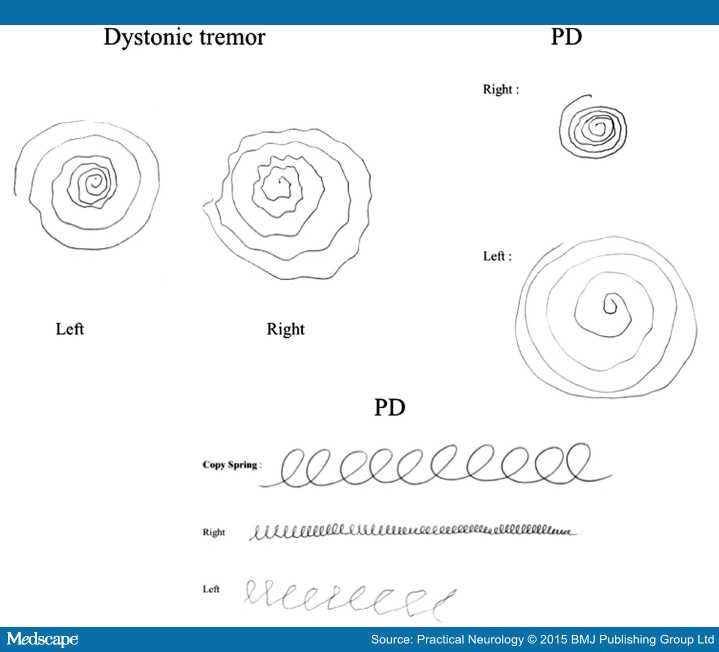 Dystonic tremor
PD
Right :
Left :
Left
Right
PD
Copy Spring :
Right
Left
Medscape
Source: Practical Neurology © 2015 BMJ Publishing Group Ltd